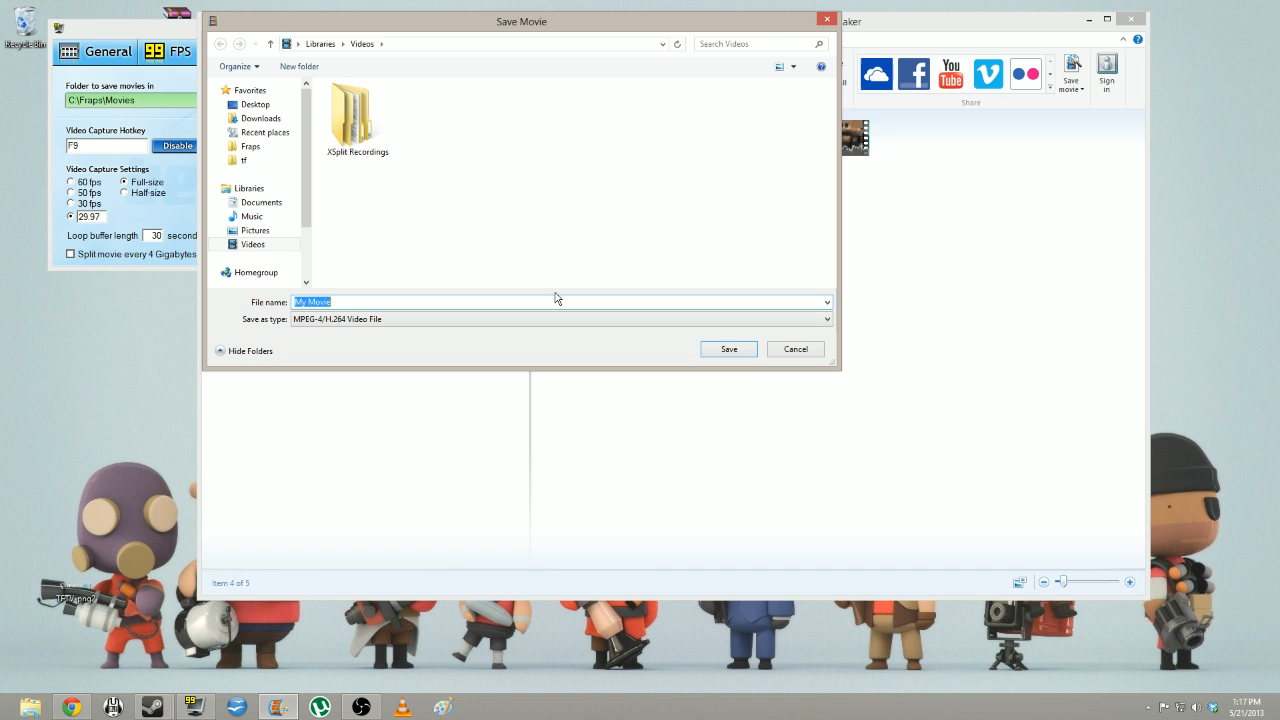 Recycle Bin
General
99 FPS
Folder to save movies in
C:\Fraps\Movies
Video Capture Hotkey
F9
Disable
Video Capture Settings
60 fps
Full-size
50 fps
Half-size
30 fps
29.97
Loop buffer length 30 second
Split movie every 4 Gigabytes
Save Movie
Libraries
Videos
Search Videos
Organize
New folder
Favorites
Desktop
Downloads
Recent places
Fraps
tf
Libraries
Documents
Music
Pictures
Videos
Homegroup
XSplit Recordings
File name: My Movie
Save as type: MPEG-4/H.264 Video File
Hide Folders
Save
Cancel
aker
You
Tube
Save
movie
Sign
in
Share
Item 4 of 5
99
1:17 PM
5/21/2013